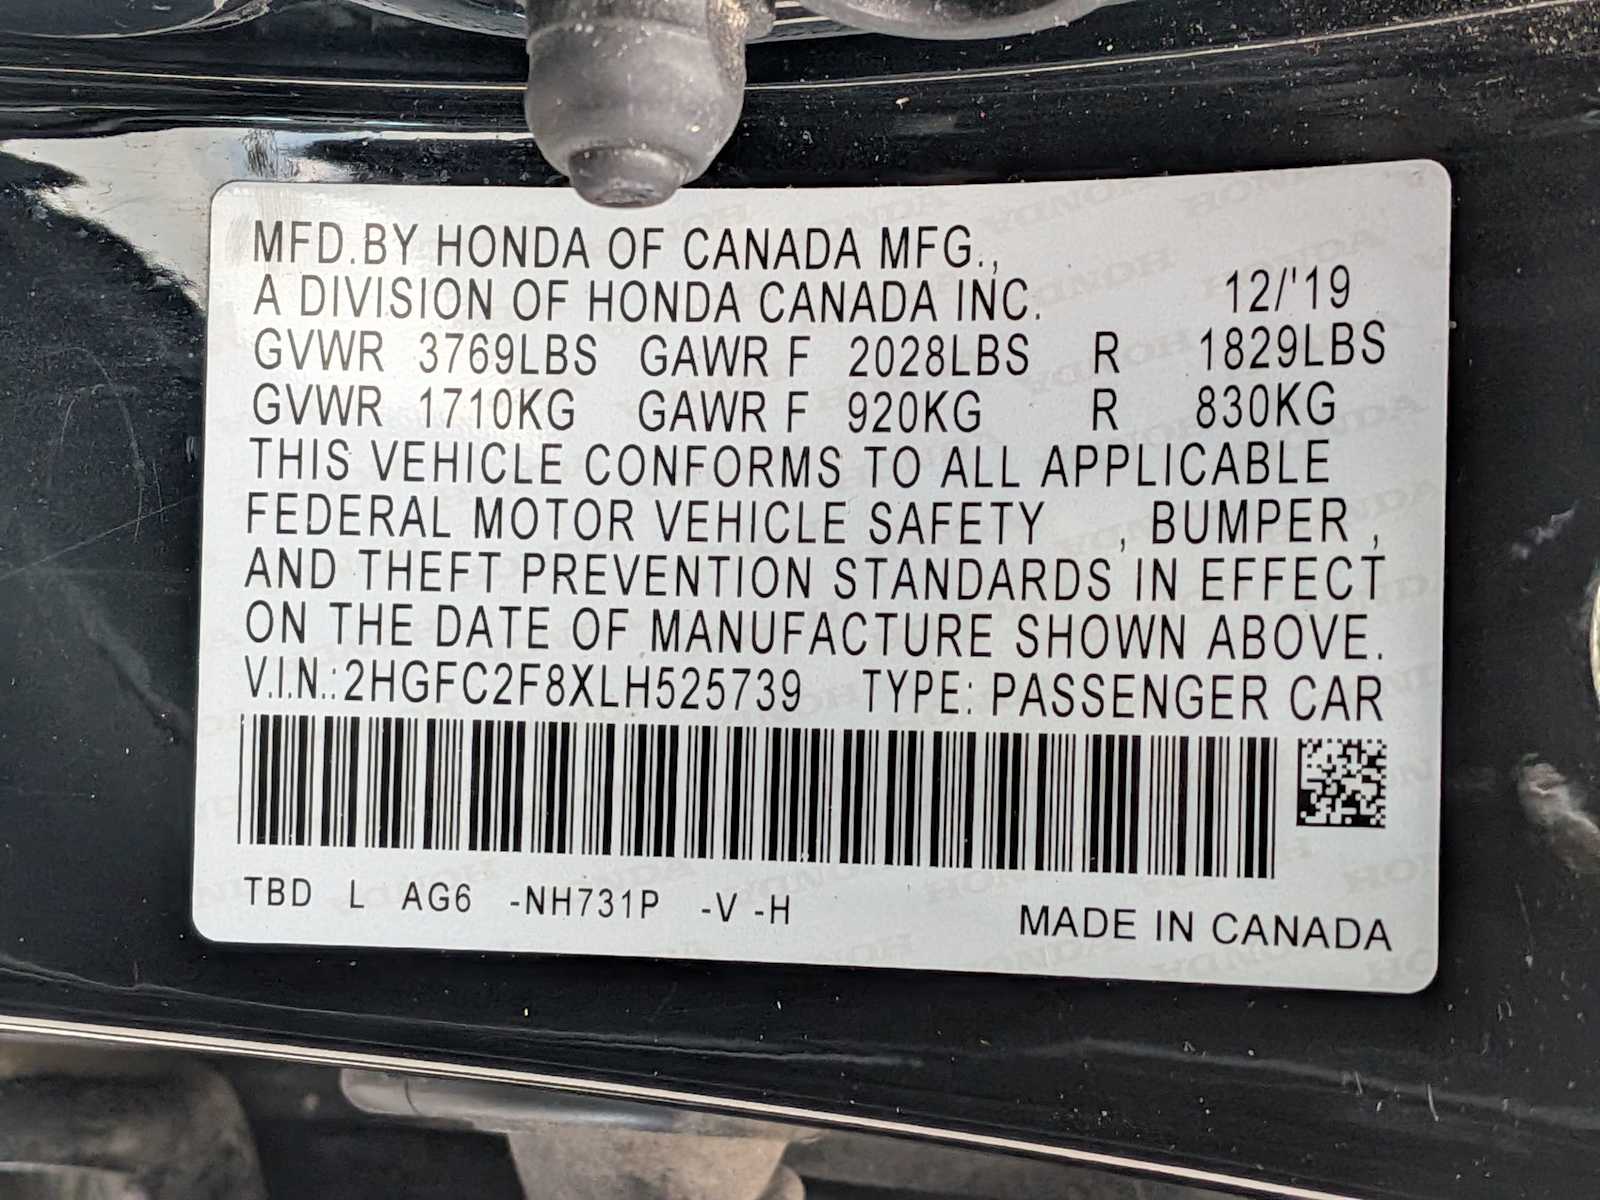 MFD.BY HONDA OF CANADA MFG.,
A DIVISION OF HONDA CANADA INC. 12/'19
GVWR 3769LBS GAWR F 2028LBS R 1829LBS
GVWR 1710KG GAWR F 920KG R 830KG
THIS VEHICLE CONFORMS TO ALL APPLICABLE
FEDERAL MOTOR VEHICLE SAFETY , BUMPER ,
AND THEFT PREVENTION STANDARDS IN EFFECT
ON THE DATE OF MANUFACTURE SHOWN ABOVE.
V.I.N.:2HGFC2F8XLH525739 TYPE: PASSENGER CAR
TBD L AG6 -NH731P -V -H
MADE IN CANADA